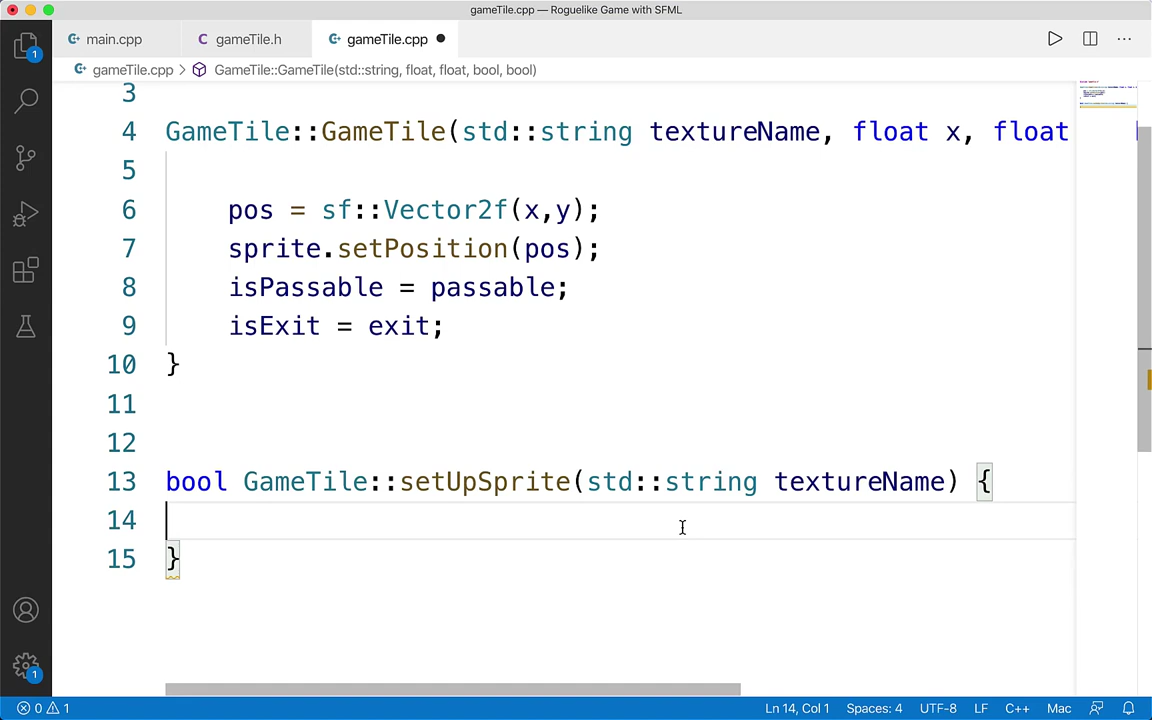 gameTile.cpp — Roguelike Game with SFML
main.cpp
gameTile.h
gameTile.cpp
gameTile.cpp > GameTile::GameTile(std::string, float, float, bool, bool)
3
4 GameTile::GameTile(std::string textureName, float x, float
5
6 pos = sf::Vector2f(x,y);
7 sprite.setPosition(pos);
8 isPassable = passable;
9 isExit = exit;
10 }
11
12
13 bool GameTile::setUpSprite(std::string textureName) {
14
15 }
1
1
0 1 Ln 14, Col 1 Spaces: 4 UTF-8 LF C++ Mac